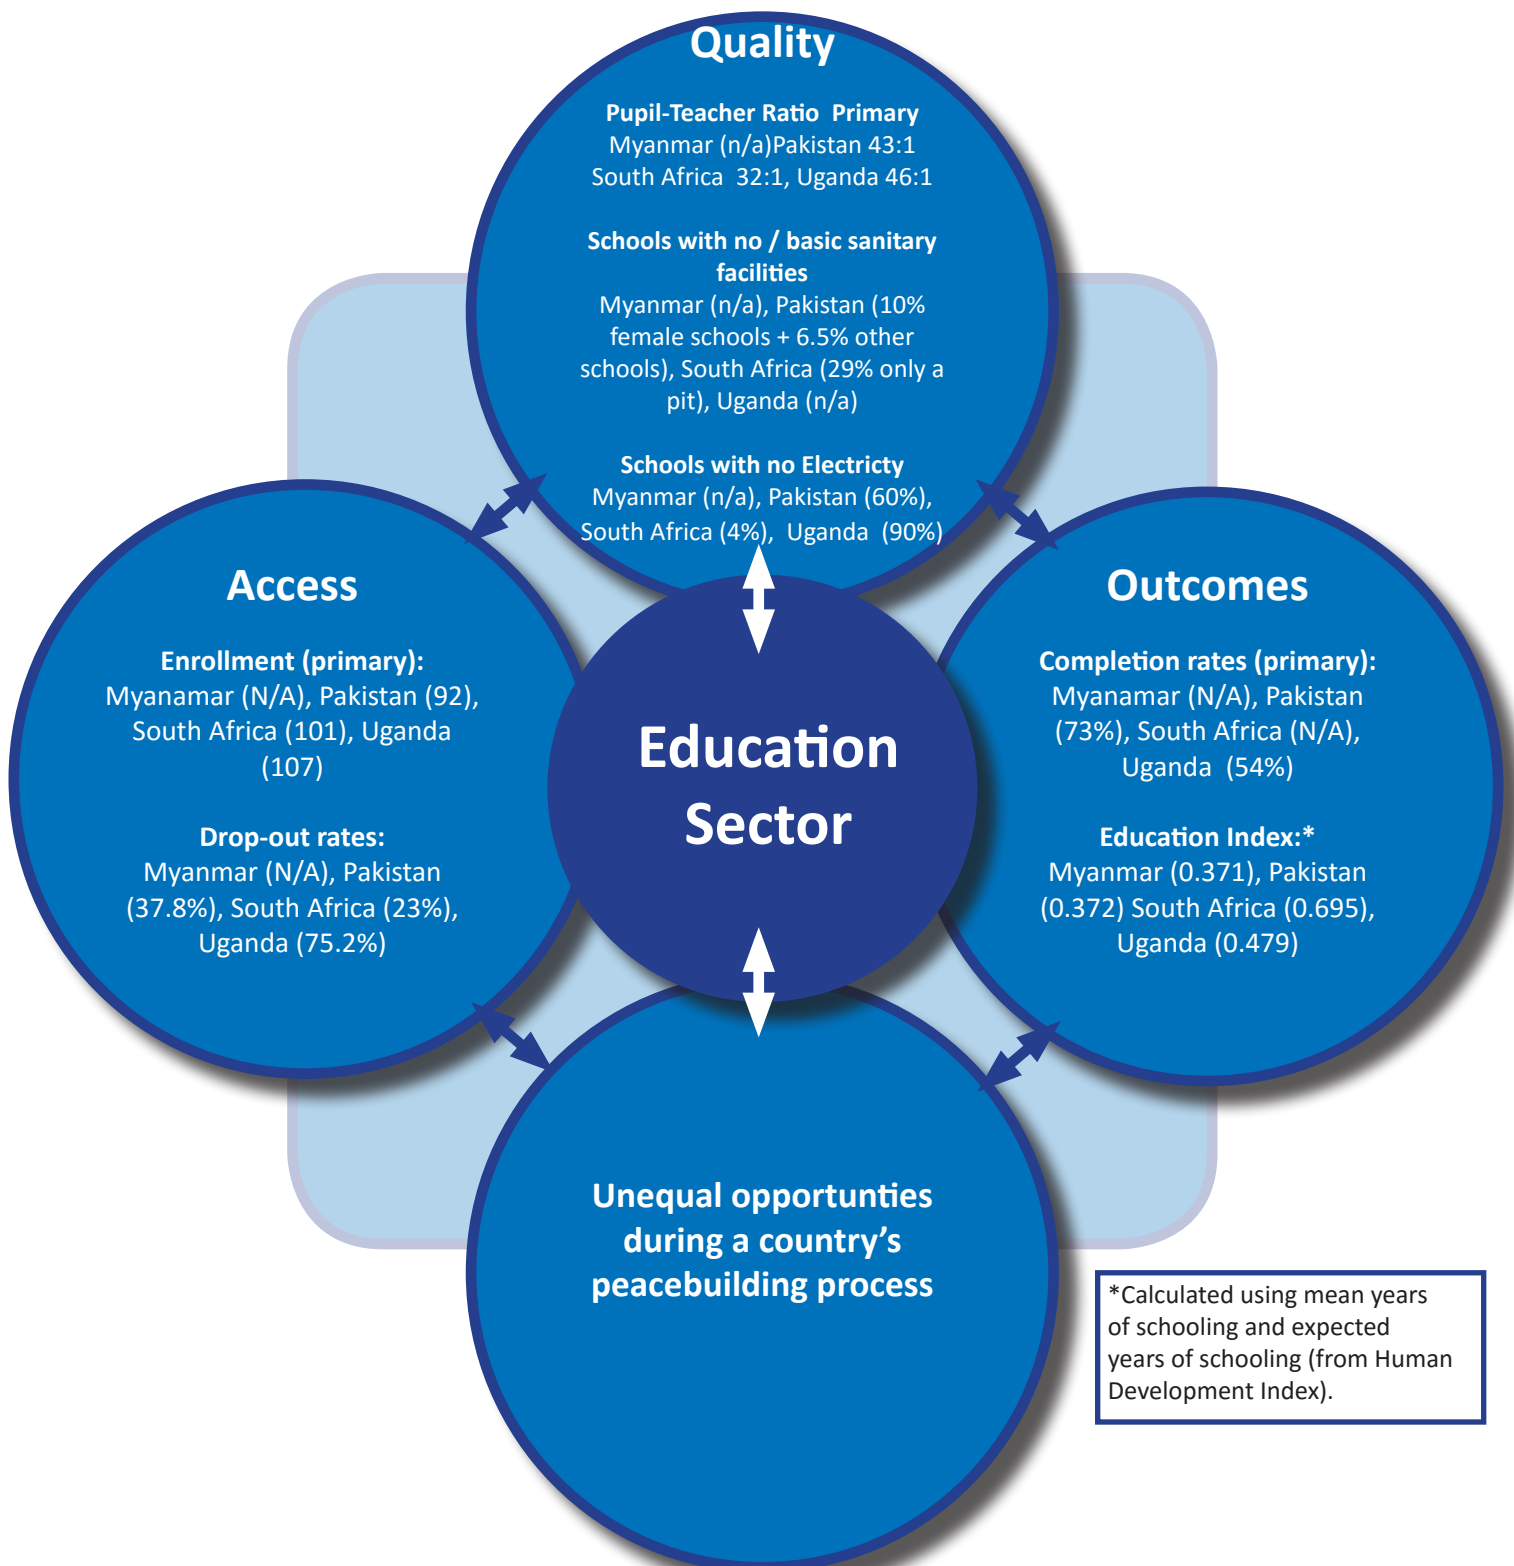 Quality
Pupil-Teacher Ratio  Primary
Myanmar (n/a)Pakistan 43:1
South Africa  32:1, Uganda 46:1
Schools with no / basic sanitary
facilities
Myanmar (n/a), Pakistan (10%
female schools + 6.5% other
schools), South Africa (29% only a
pit), Uganda (n/a)
Schools with no Electricty
Myanmar (n/a), Pakistan (60%),
South Africa (4%),  Uganda  (90%)
Access
Enrollment (primary):
Myanamar (N/A), Pakistan (92),
South Africa (101), Uganda
(107)
Drop-out rates:
Myanmar (N/A), Pakistan
(37.8%), South Africa (23%),
Uganda (75.2%)
Education
Sector
Outcomes
Completion rates (primary):
Myanamar (N/A), Pakistan
(73%), South Africa (N/A),
Uganda  (54%)
Education Index:*
Myanmar (0.371), Pakistan
(0.372) South Africa (0.695),
Uganda (0.479)
Unequal opportunties
during a country’s
peacebuilding process
*Calculated using mean years
of schooling and expected
years of schooling (from Human
Development Index).